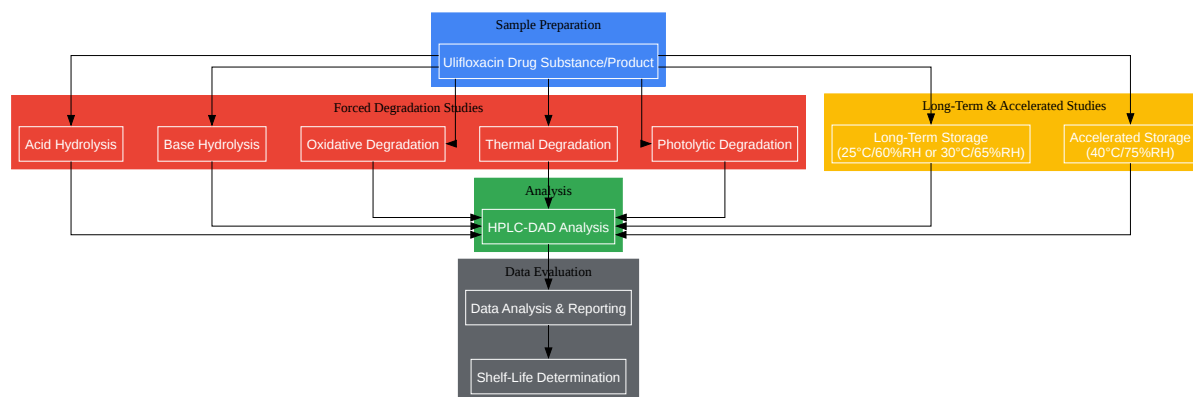 Sample Preparation
Ulifloxacin Drug Substance/Product
Forced Degradation Studies
Long-Term & Accelerated Studies
Acid Hydrolysis
Base Hydrolysis
Oxidative Degradation
Thermal Degradation
Photolytic Degradation
Long-Term Storage
(25°C/60%RH or 30°C/65%RH)
Accelerated Storage
(40°C/75%RH)
Analysis
HPLC-DAD Analysis
Data Evaluation
Data Analysis & Reporting
Shelf-Life Determination